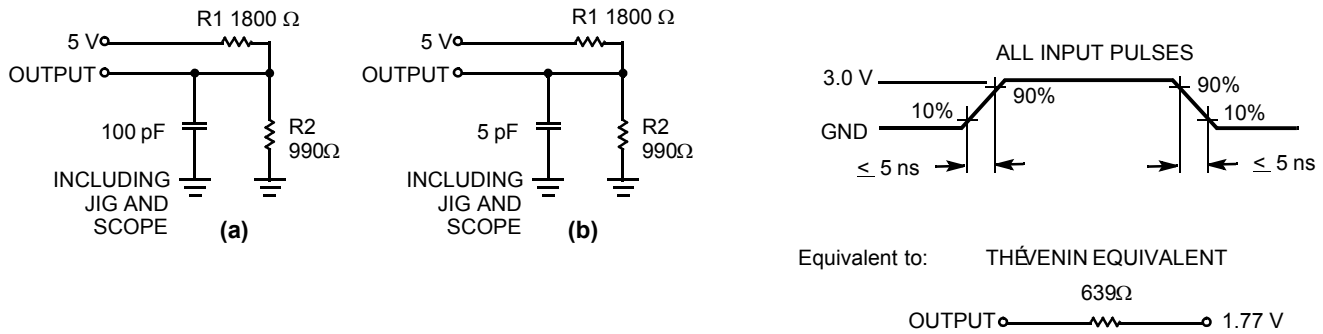 R1 1800 Ω
5 V
OUTPUT
100 pF
R2
990Ω
INCLUDING
JIG AND
SCOPE
(a)
R1 1800 Ω
5 V
OUTPUT
5 pF
R2
990Ω
INCLUDING
JIG AND
SCOPE
(b)
ALL INPUT PULSES
3.0 V
90%
90%
10%
10%
GND
≤ 5 ns
≤ 5 ns
Equivalent to: THÉVENIN EQUIVALENT
639Ω
OUTPUT
1.77 V